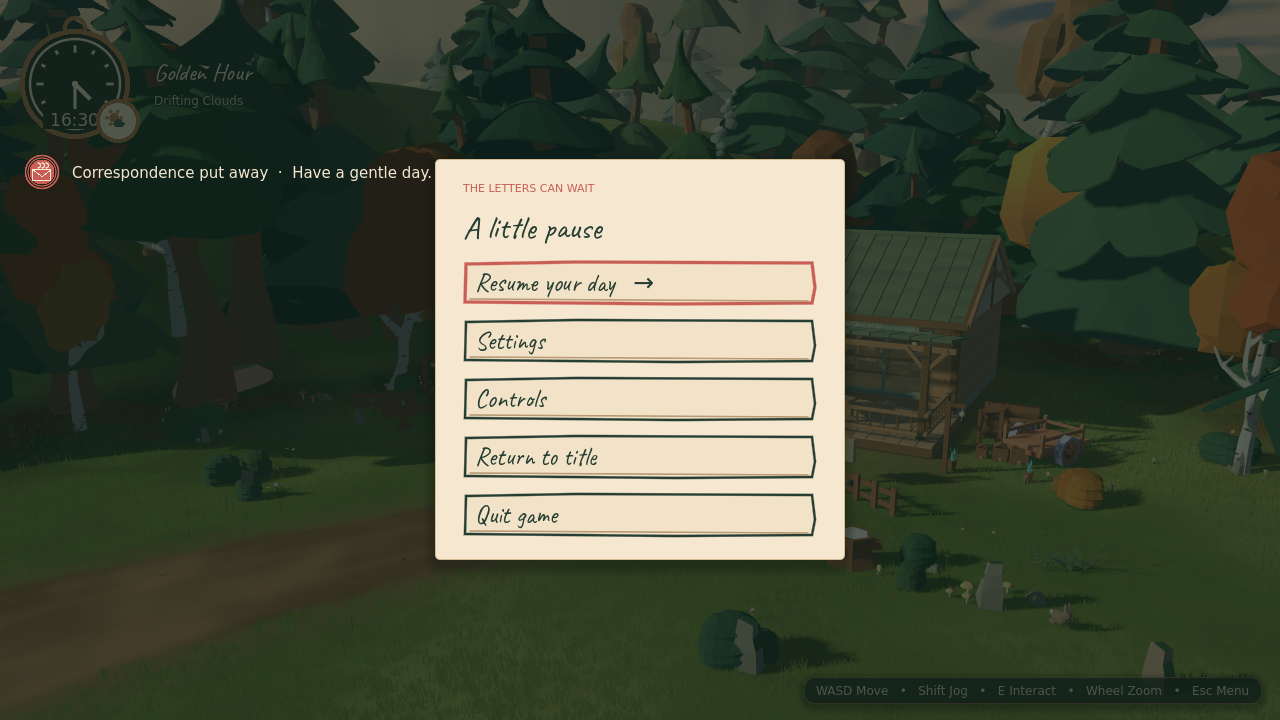 Golden Hour
Drifting Clouds
16:30
Correspondence put away · Have a gentle day.
THE LETTERS CAN WAIT
A little pause
Resume your day →
Settings
Controls
Return to title
Quit game
WASD Move • Shift Jog • E Interact • Wheel Zoom • Esc Menu